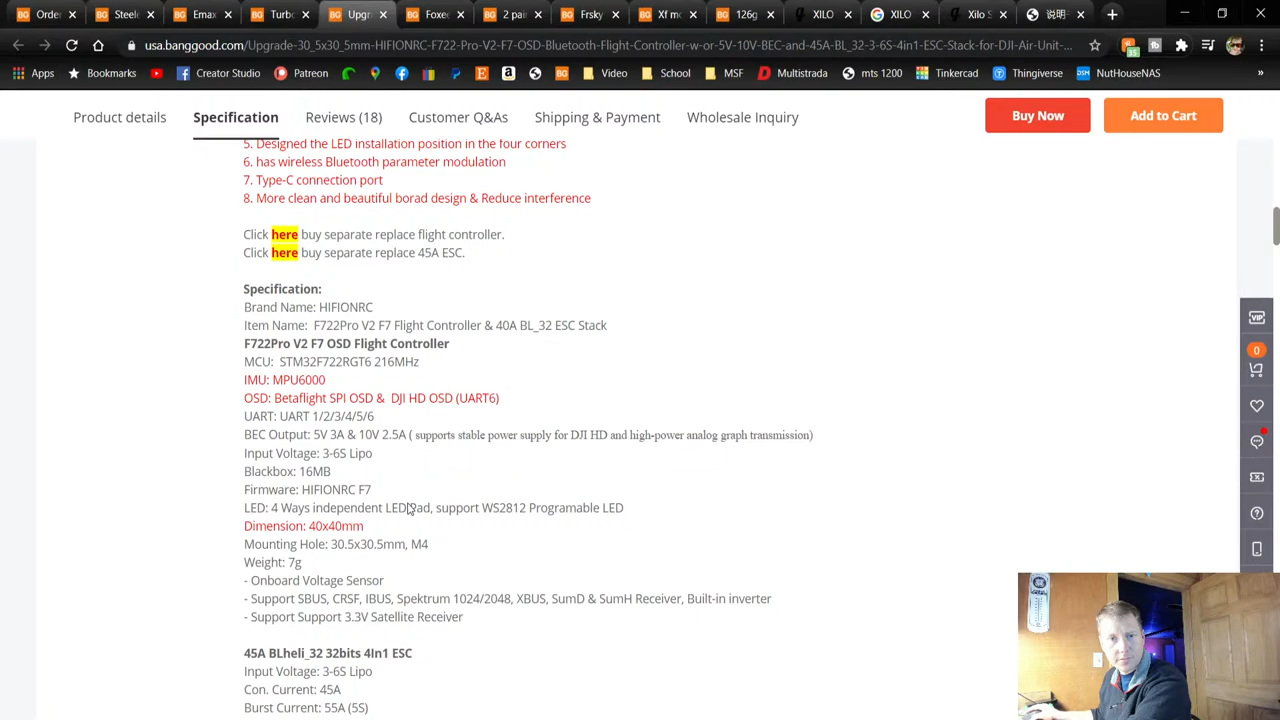 Order
Steele
Emax
Turbo
Upgra
Foxee
2 pair
Frsky
Xf mo
126g
XILO
XILO
Xilo S
说明
usa.banggood.com/Upgrade-30_5x30_5mm-HIFIONRC-F722-Pro-V2-F7-OSD-Bluetooth-Flight-Controller-w-or-5V-10V-BEC-and-45A-BL_32-3-6S-4in1-ESC-Stack-for-DJI-Air-Unit-...
Apps
Bookmarks
Creator Studio
Patreon
Video
School
MSF
Multistrada
mts 1200
Tinkercad
Thingiverse
NutHouseNAS
»
Product details
Specification
Reviews (18)
Customer Q&As
Shipping & Payment
Wholesale Inquiry
Buy Now
Add to Cart
5. Designed the LED installation position in the four corners
6. has wireless Bluetooth parameter modulation
7. Type-C connection port
8. More clean and beautiful borad design & Reduce interference
Click here buy separate replace flight controller.
Click here buy separate replace 45A ESC.
Specification:
Brand Name: HIFIONRC
Item Name: F722Pro V2 F7 Flight Controller & 40A BL_32 ESC Stack
F722Pro V2 F7 OSD Flight Controller
MCU: STM32F722RGT6 216MHz
IMU: MPU6000
OSD: Betaflight SPI OSD & DJI HD OSD (UART6)
UART: UART 1/2/3/4/5/6
BEC Output: 5V 3A & 10V 2.5A ( supports stable power supply for DJI HD and high-power analog graph transmission)
Input Voltage: 3-6S Lipo
Blackbox: 16MB
Firmware: HIFIONRC F7
LED: 4 Ways independent LED Pad, support WS2812 Programable LED
Dimension: 40x40mm
Mounting Hole: 30.5x30.5mm, M4
Weight: 7g
- Onboard Voltage Sensor
- Support SBUS, CRSF, IBUS, Spektrum 1024/2048, XBUS, SumD & SumH Receiver, Built-in inverter
- Support Support 3.3V Satellite Receiver
45A BLheli_32 32bits 4In1 ESC
Input Voltage: 3-6S Lipo
Con. Current: 45A
Burst Current: 55A (5S)
VIP
0